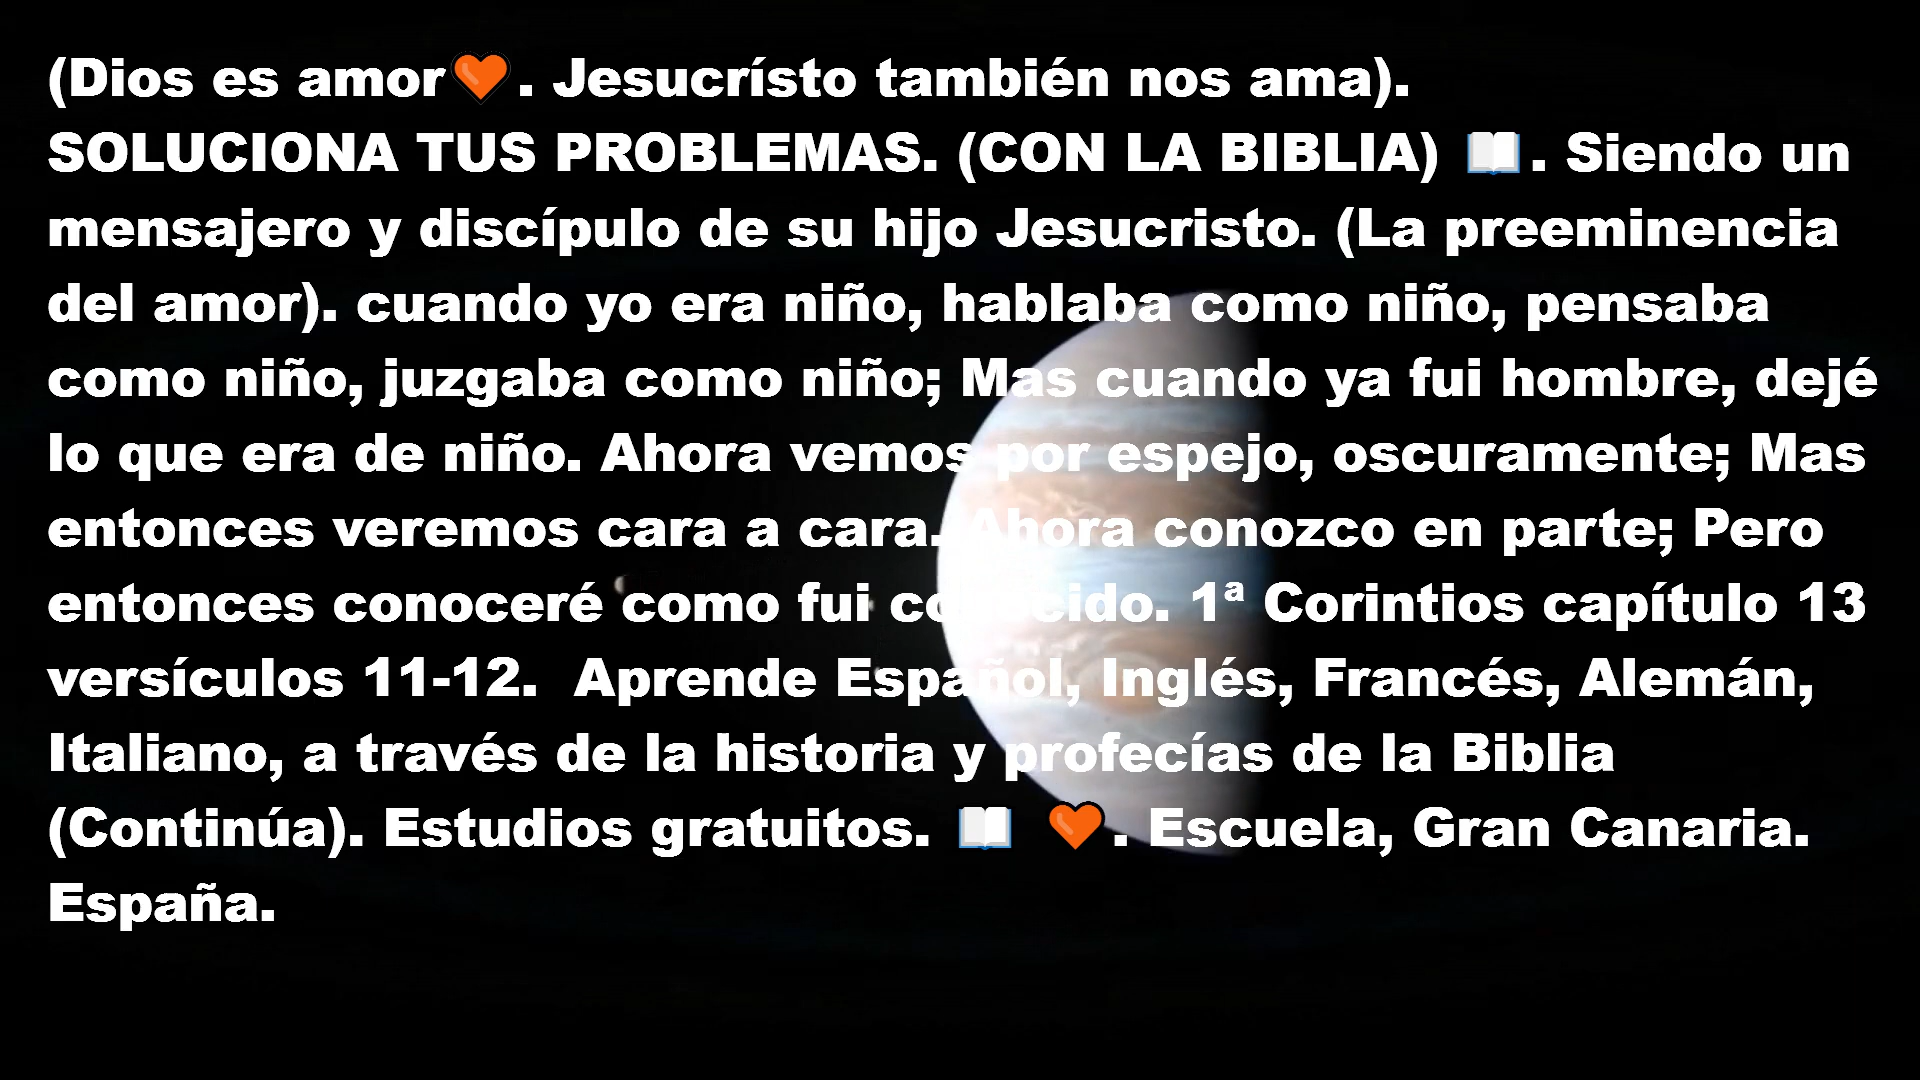 (Dios es amor🧡. Jesucrísto también nos ama).
SOLUCIONA TUS PROBLEMAS. (CON LA BIBLIA) 📖. Siendo un
mensajero y discípulo de su hijo Jesucristo. (La preeminencia
del amor). cuando yo era niño, hablaba como niño, pensaba
como niño, juzgaba como niño; Mas cuando ya fui hombre, dejé
lo que era de niño. Ahora vemos por espejo, oscuramente; Mas
entonces veremos cara a cara. Ahora conozco en parte; Pero
entonces conoceré como fui conocido. 1ª Corintios capítulo 13
versículos 11-12.  Aprende Español, Inglés, Francés, Alemán,
Italiano, a través de la historia y profecías de la Biblia
(Continúa). Estudios gratuitos. 📖 🧡. Escuela, Gran Canaria.
España.